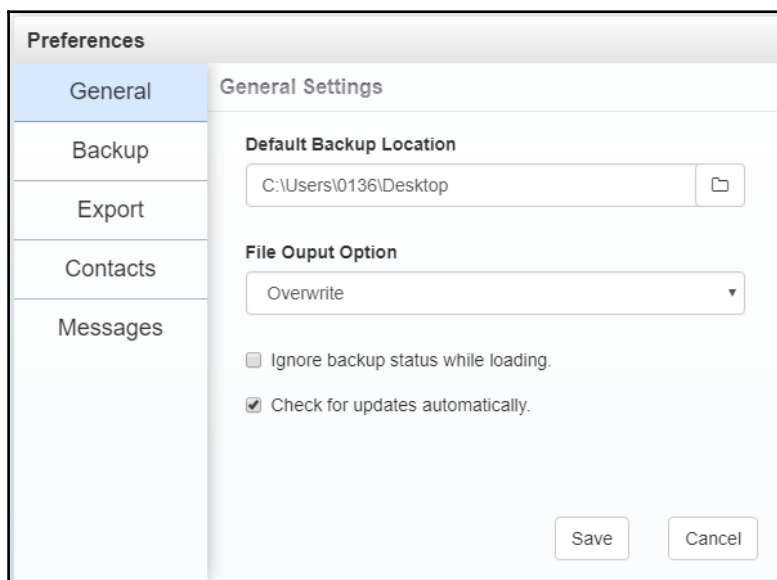 Preferences
General
Backup
Export
Contacts
Messages
General Settings
Default Backup Location
C:\Users\0136\Desktop
File Ouput Option
Overwrite
Ignore backup status while loading.
Check for updates automatically.
Save
Cancel